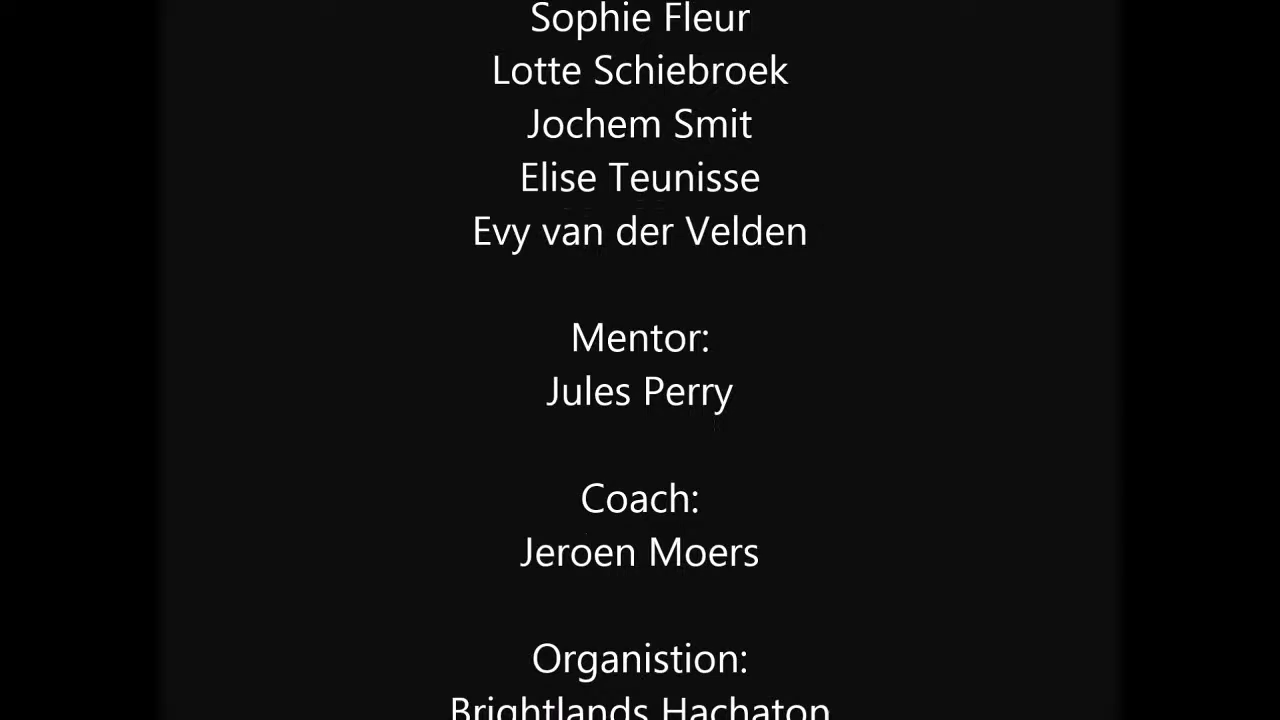 Sophie Fleur
Lotte Schiebroek
Jochem Smit
Elise Teunisse
Evy van der Velden
Mentor:
Jules Perry
Coach:
Jeroen Moers
Organistion:
Brightlands Hachaton